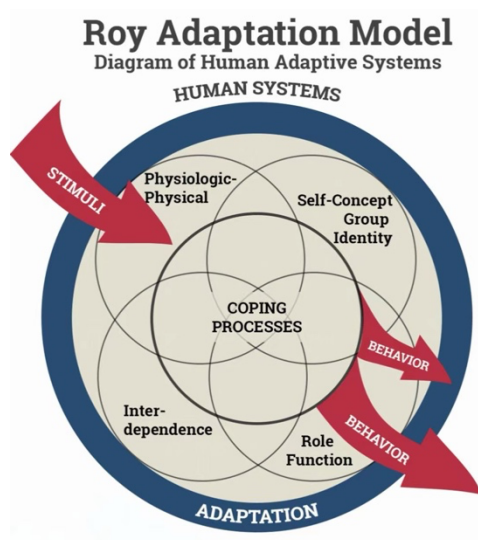 Roy Adaptation Model
Diagram of Human Adaptive Systems
HUMAN SYSTEMS
STIMULI
Physiologic-
Physical
Self-Concept
Group
Identity
COPING
PROCESSES
BEHAVIOR
Inter-
dependence
Role
Function
BEHAVIOR
ADAPTATION